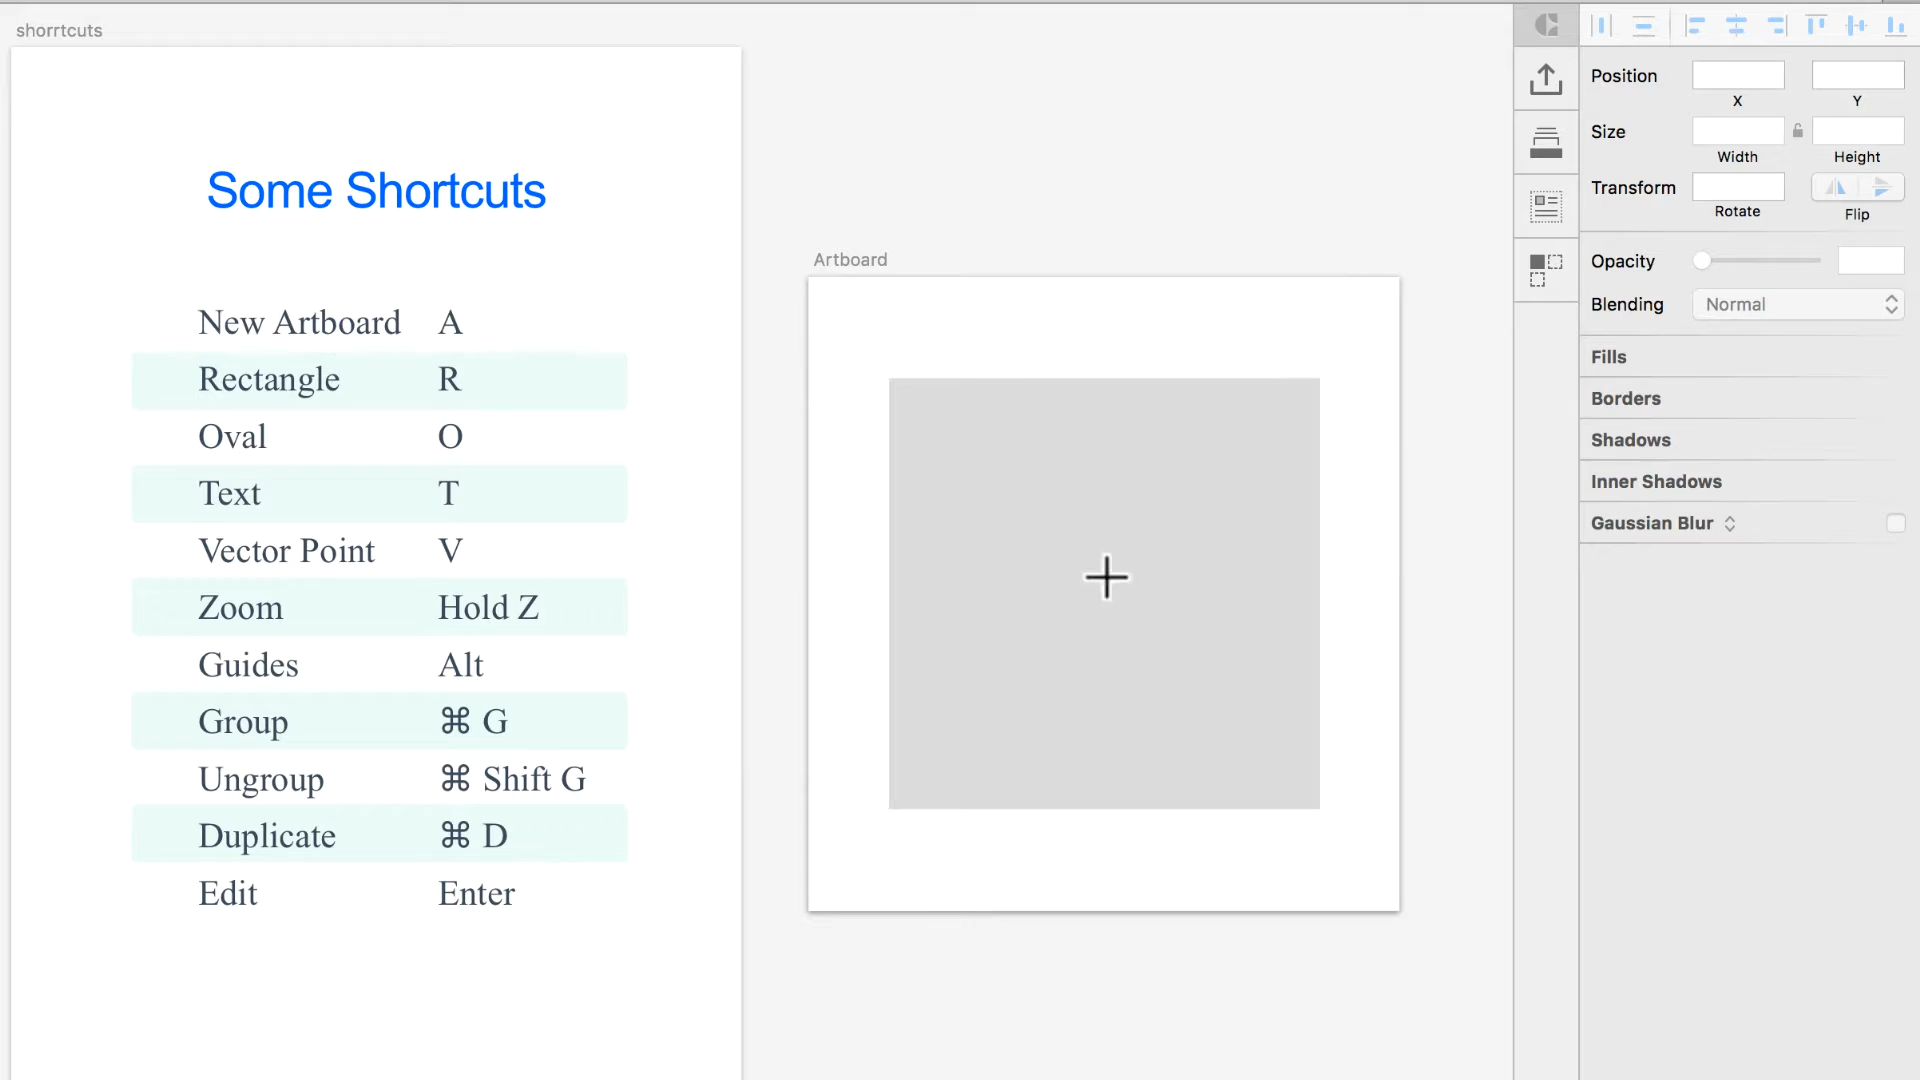 shorrtcuts
Some Shortcuts
New Artboard A
Rectangle R
Oval O
Text T
Vector Point V
Zoom Hold Z
Guides Alt
Group ⌘ G
Ungroup ⌘ Shift G
Duplicate ⌘ D
Edit Enter
Artboard
Position
X Y
Size
Width Height
Transform
Rotate Flip
Opacity
Blending Normal
Fills
Borders
Shadows
Inner Shadows
Gaussian Blur